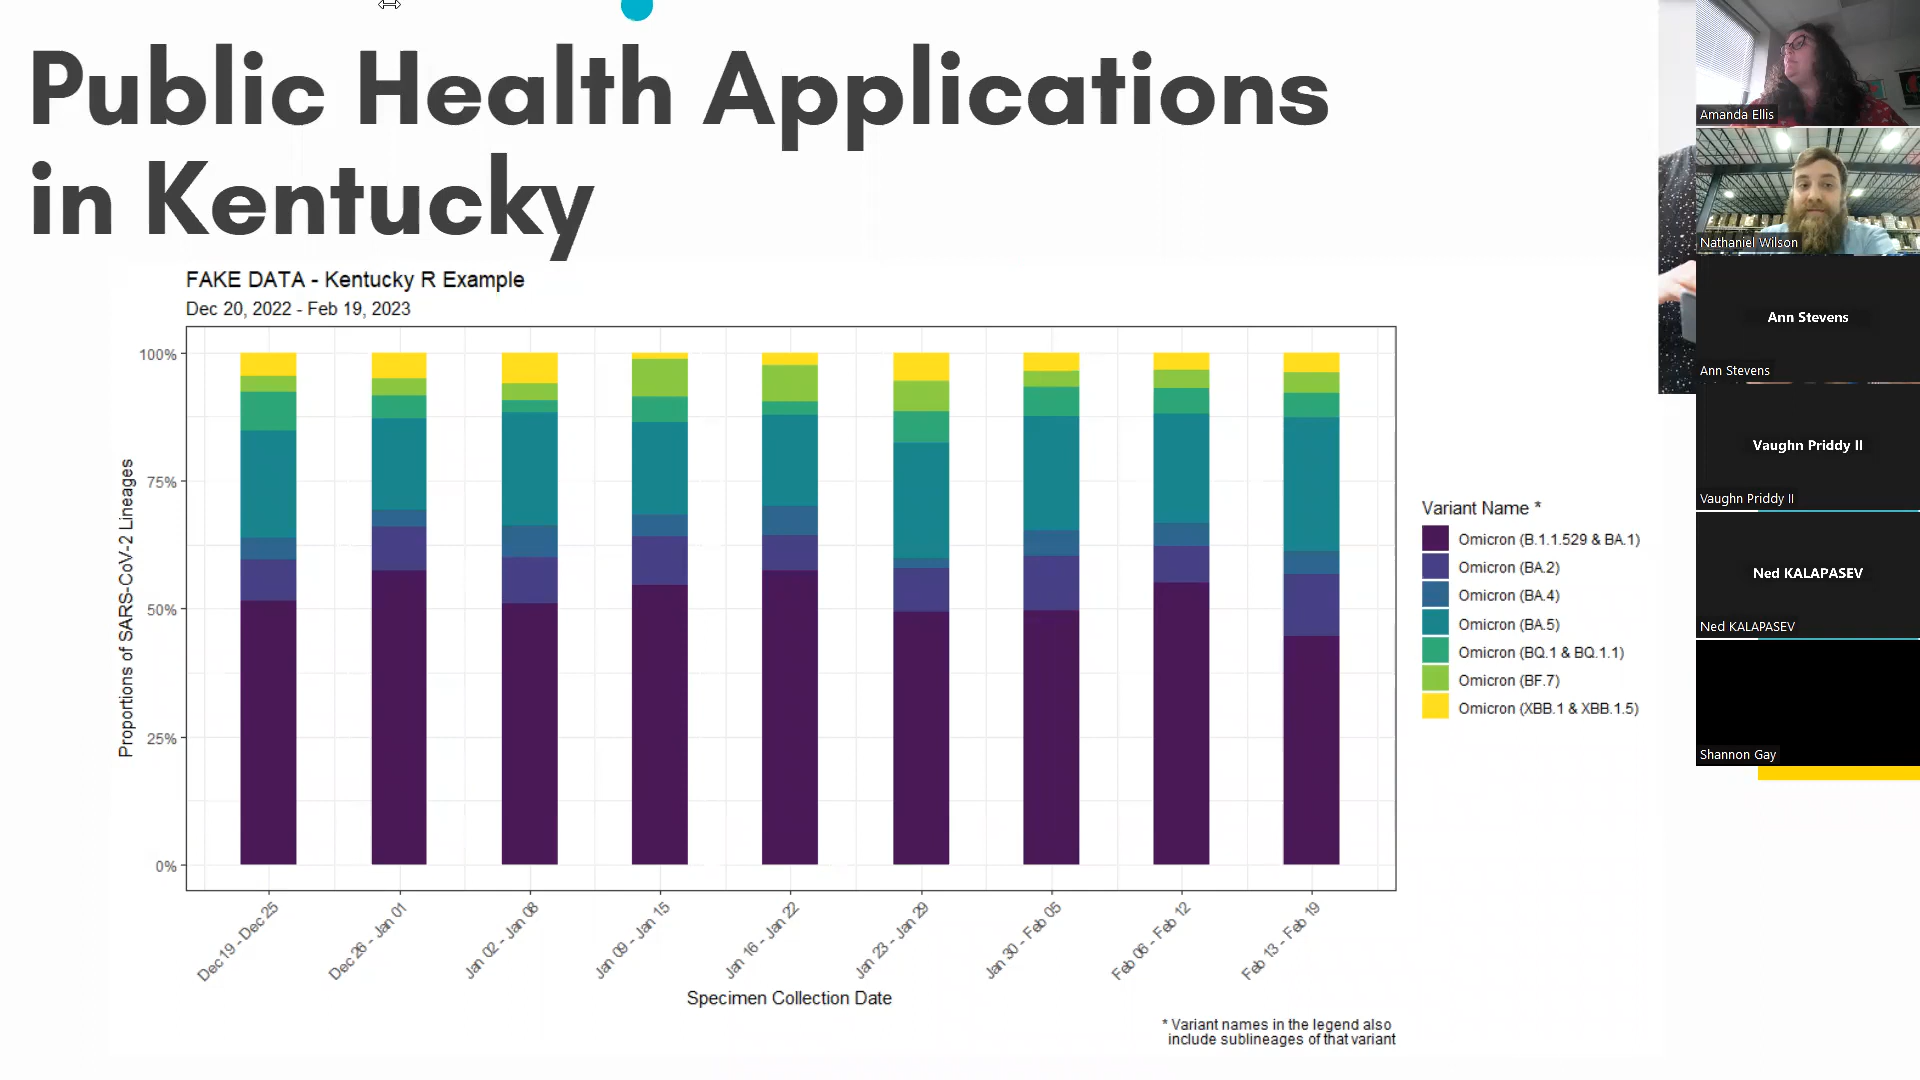 Public Health Applications
in Kentucky
FAKE DATA - Kentucky R Example
Dec 20, 2022 - Feb 19, 2023
100%
75%
50%
25%
0%
Proportions of SARS-CoV-2 Lineages
Dec 19 - Dec 25
Dec 26 - Jan 01
Jan 02 - Jan 08
Jan 09 - Jan 15
Jan 16 - Jan 22
Jan 23 - Jan 29
Jan 30 - Feb 05
Feb 06 - Feb 12
Feb 13 - Feb 19
Specimen Collection Date
* Variant names in the legend also
include sublineages of that variant
Variant Name *
Omicron (B.1.1.529 & BA.1)
Omicron (BA.2)
Omicron (BA.4)
Omicron (BA.5)
Omicron (BQ.1 & BQ.1.1)
Omicron (BF.7)
Omicron (XBB.1 & XBB.1.5)
Amanda Ellis
Nathaniel Wilson
Ann Stevens
Ann Stevens
Vaughn Priddy II
Vaughn Priddy II
Ned KALAPASEV
Ned KALAPASEV
Shannon Gay